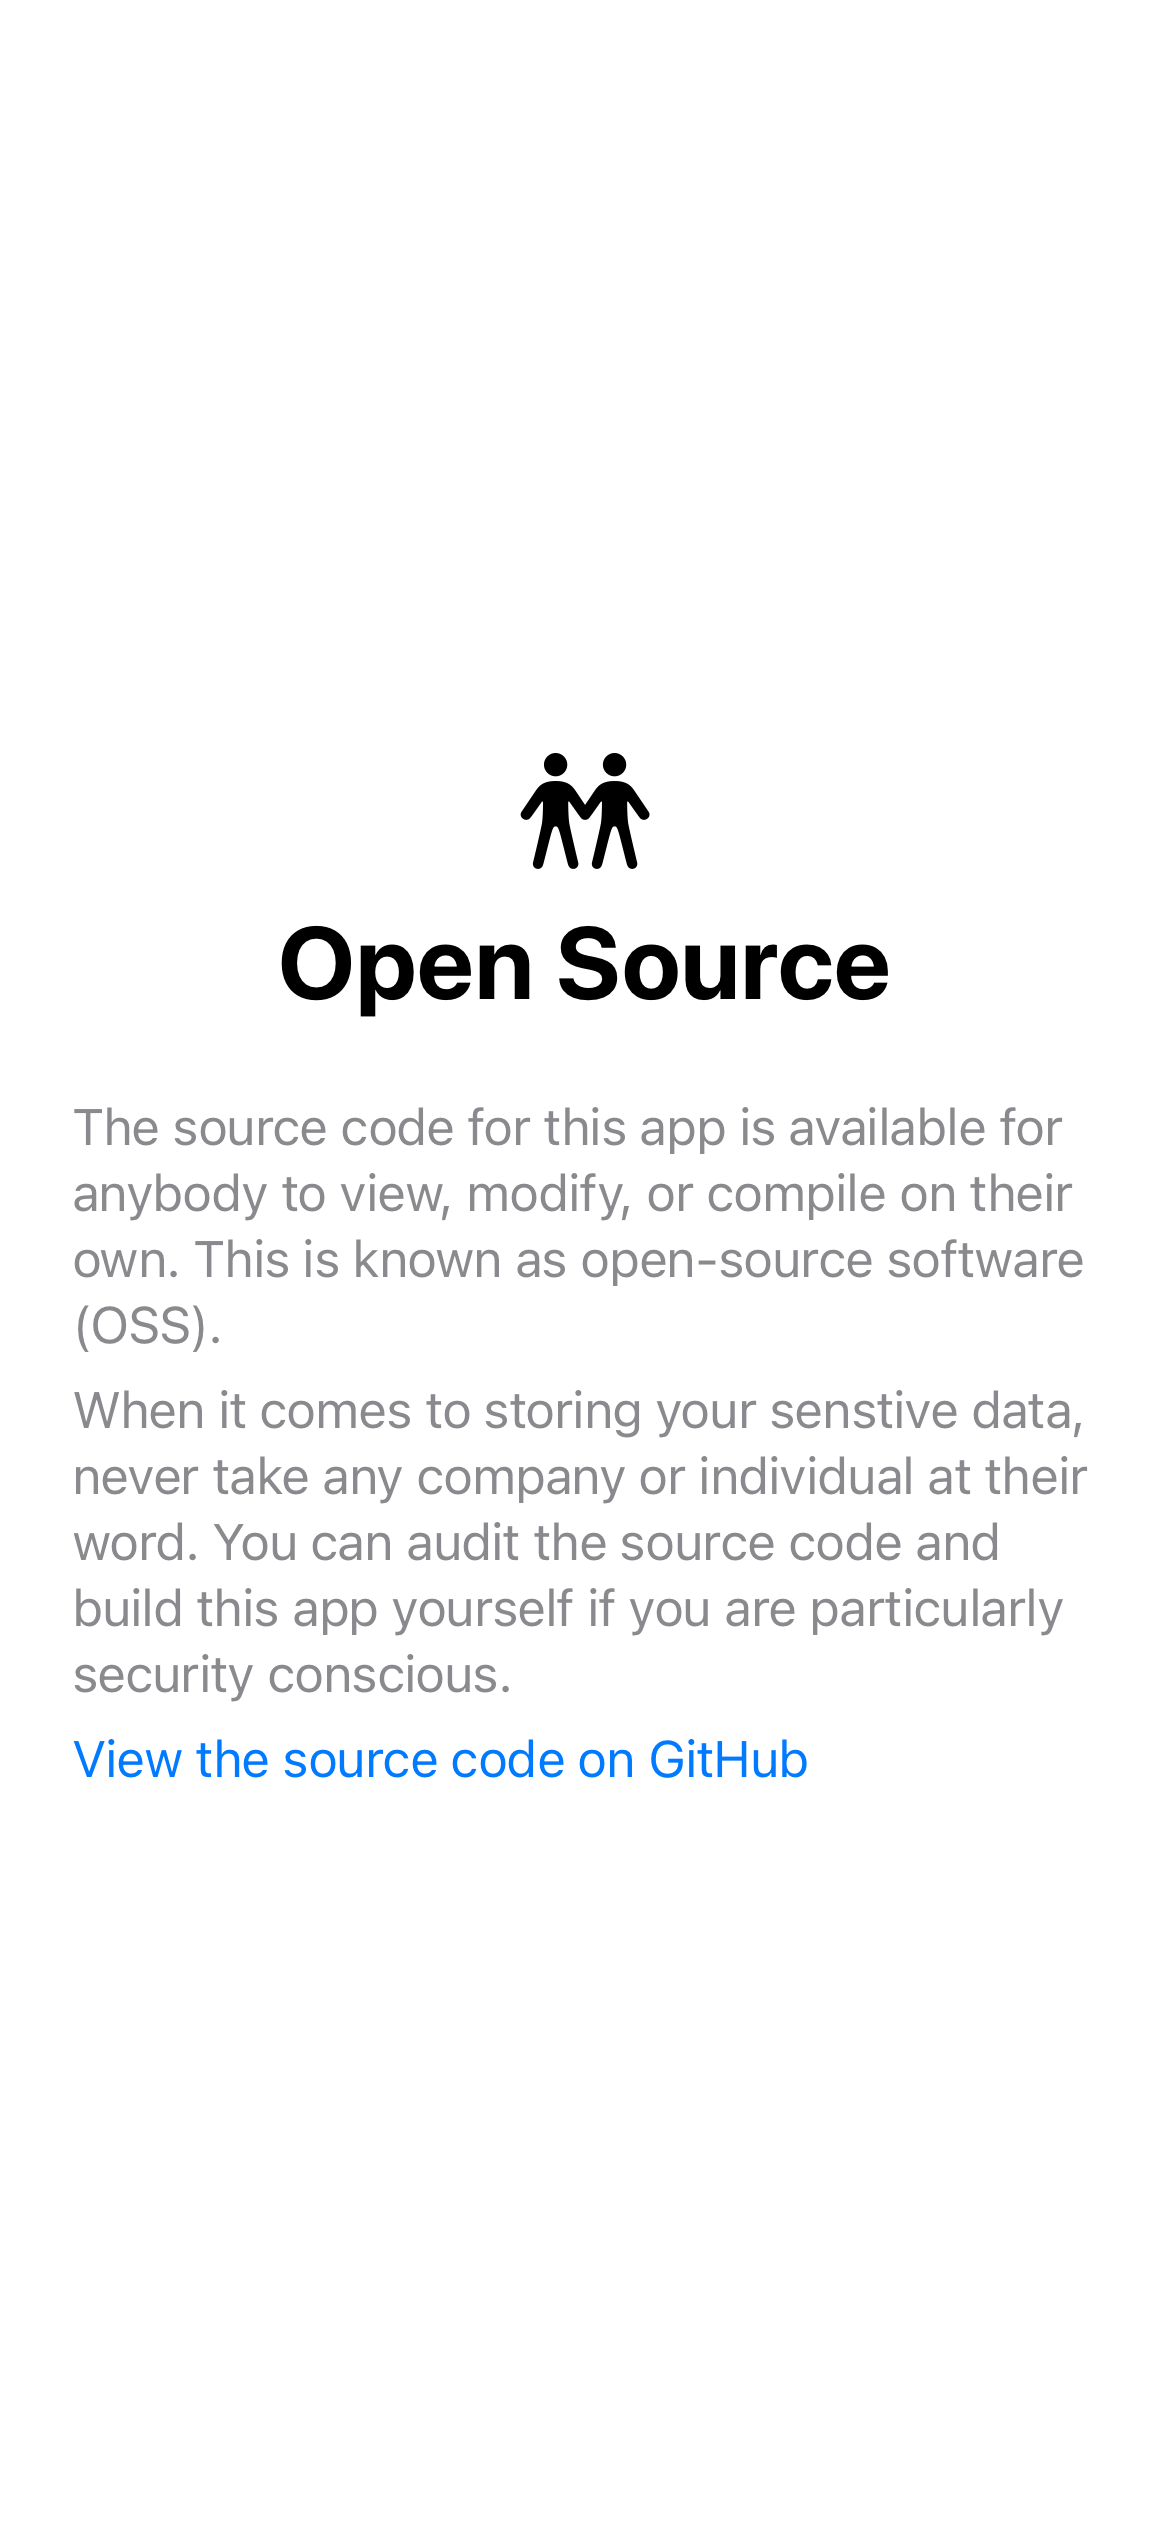 Open Source
The source code for this app is available for
anybody to view, modify, or compile on their
own. This is known as open-source software
(OSS).
When it comes to storing your senstive data,
never take any company or individual at their
word. You can audit the source code and
build this app yourself if you are particularly
security conscious.
View the source code on GitHub